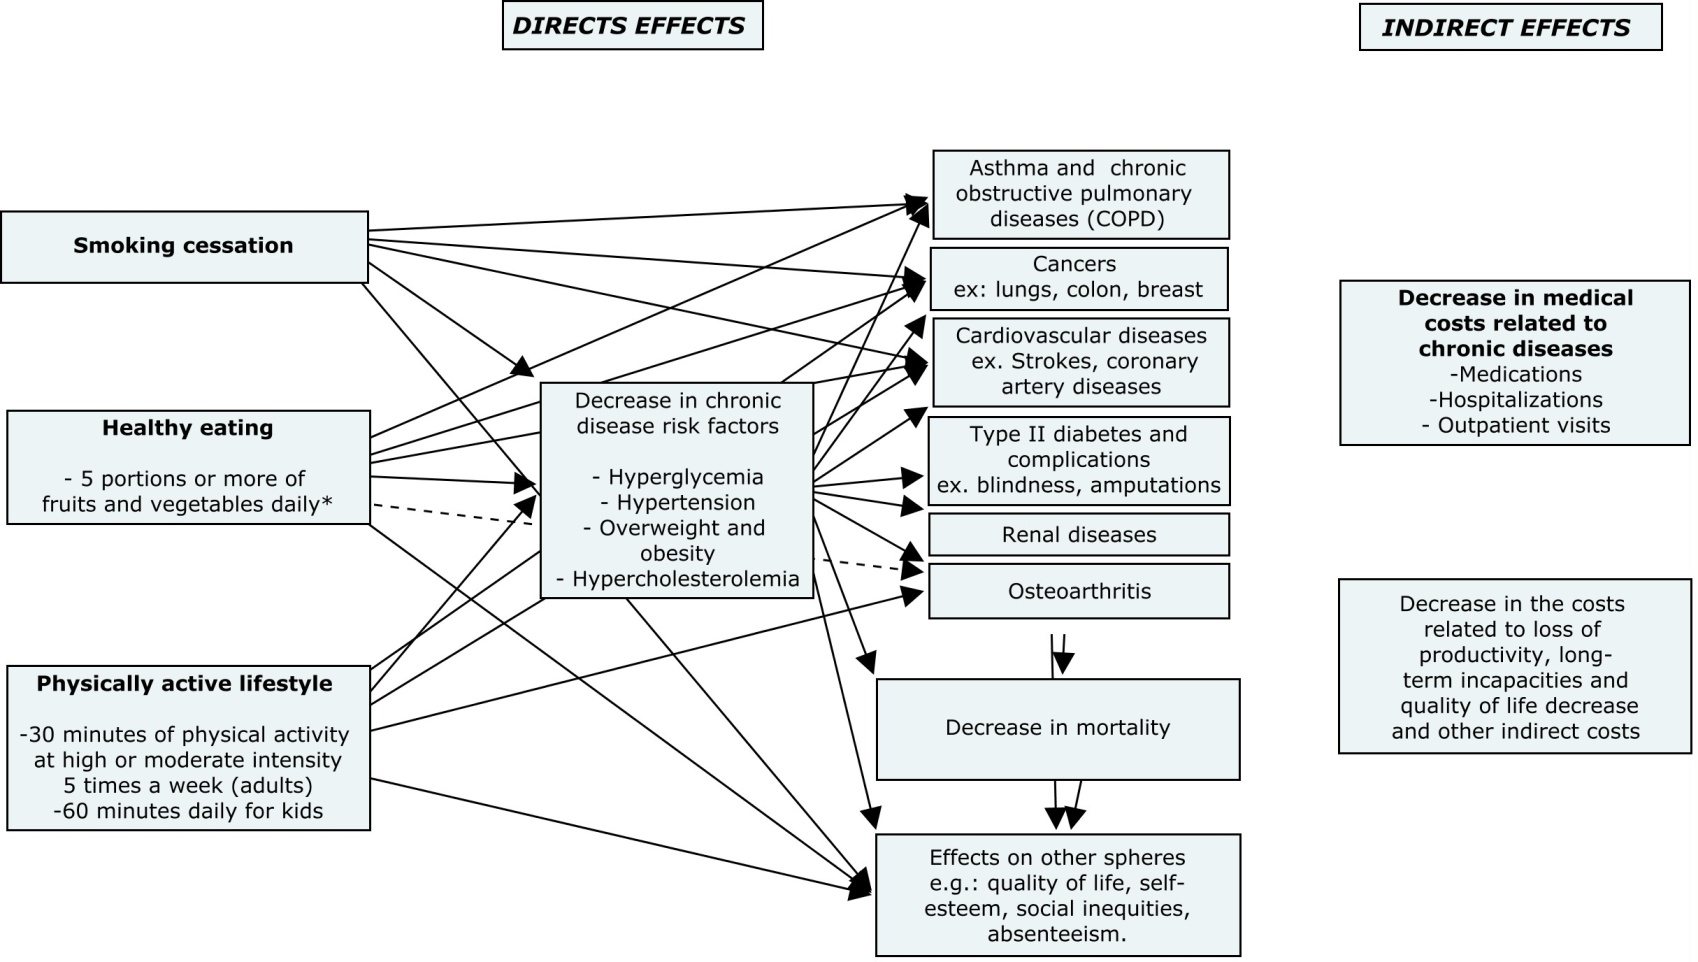 DIRECTS EFFECTS
INDIRECT EFFECTS
Smoking cessation
Healthy eating
- 5 portions or more of
fruits and vegetables daily*
Physically active lifestyle
-30 minutes of physical activity
at high or moderate intensity
5 times a week (adults)
-60 minutes daily for kids
Decrease in chronic
disease risk factors
- Hyperglycemia
- Hypertension
- Overweight and
obesity
- Hypercholesterolemia
Asthma and  chronic
obstructive pulmonary
diseases (COPD)
Cancers
ex: lungs, colon, breast
Cardiovascular diseases
ex. Strokes, coronary
artery diseases
Type II diabetes and
complications
ex. blindness, amputations
Renal diseases
Osteoarthritis
Decrease in mortality
Effects on other spheres
e.g.: quality of life, self-
esteem, social inequities,
absenteeism.
Decrease in medical
costs related to
chronic diseases
-Medications
-Hospitalizations
- Outpatient visits
Decrease in the costs
related to loss of
productivity, long-
term incapacities and
quality of life decrease
and other indirect costs